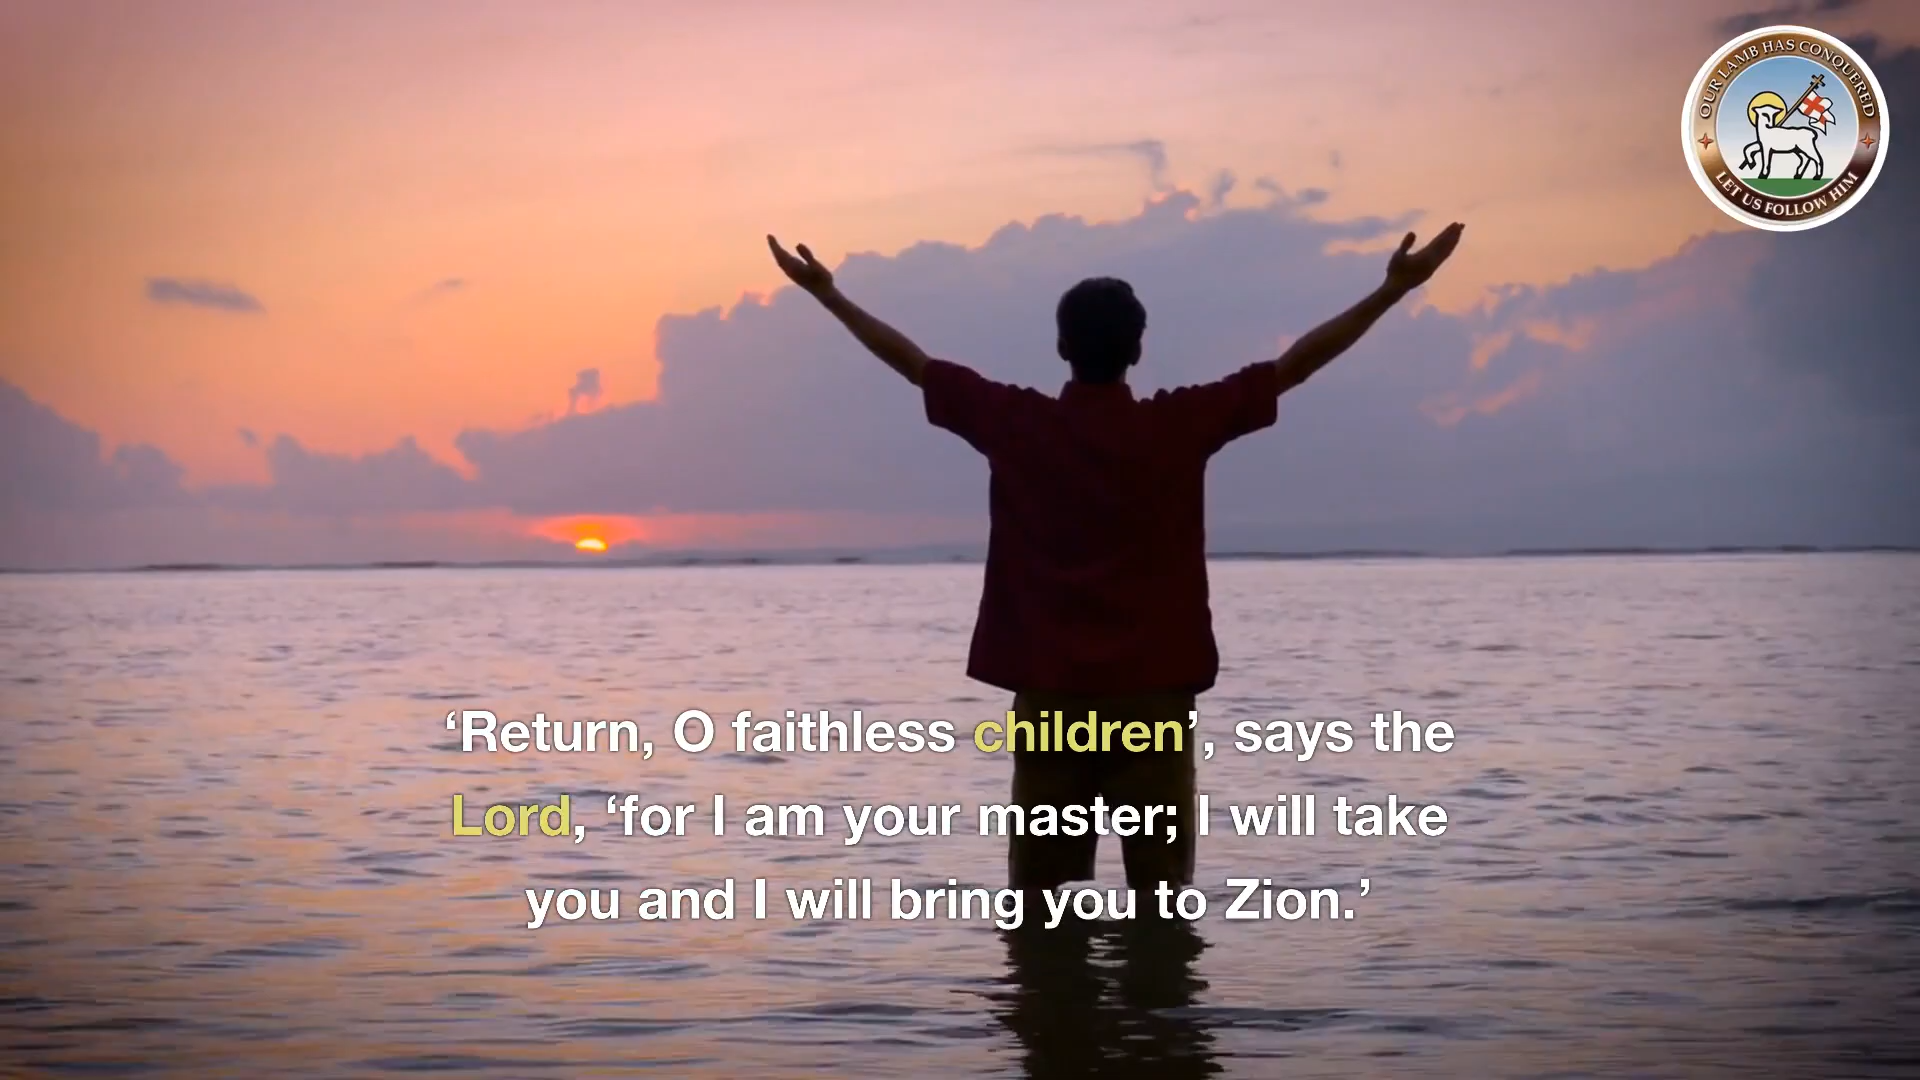 OUR LAMB HAS CONQUERED
LET US FOLLOW HIM
‘Return, O faithless children’, says the
Lord, ‘for I am your master; I will take
you and I will bring you to Zion.’